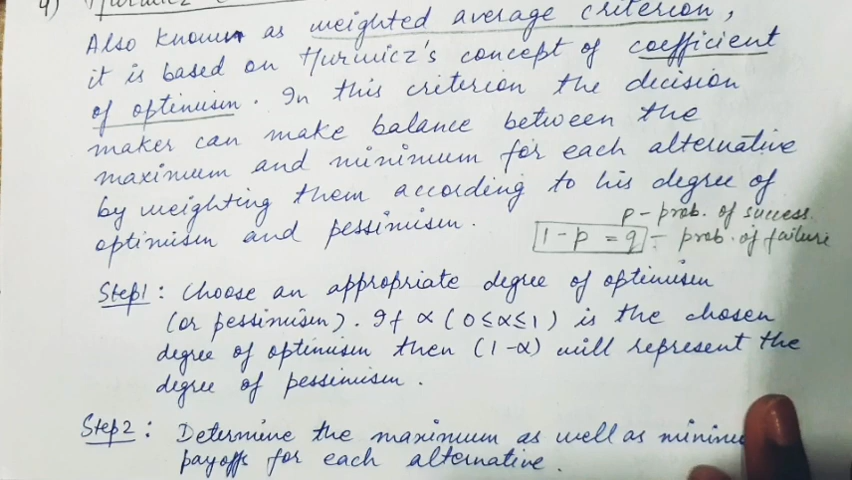 4) Hurwicz
Also known as weighted average criterion,
it is based on Hurwicz's concept of coefficient
of optimism. In this criterion the decision
maker can make balance between the
maximum and minimum for each alternative
by weighting them according to his degree of
optimism and pessimism.
p - prob. of success.
1 - p = q - prob. of failure
Step1 : Choose an appropriate degree of optimism
(or pessimism). If α (0≤α≤1) is the chosen
degree of optimism then (1-α) will represent the
degree of pessimism.
Step2 : Determine the maximum as well as minimu
payoffs for each alternative.